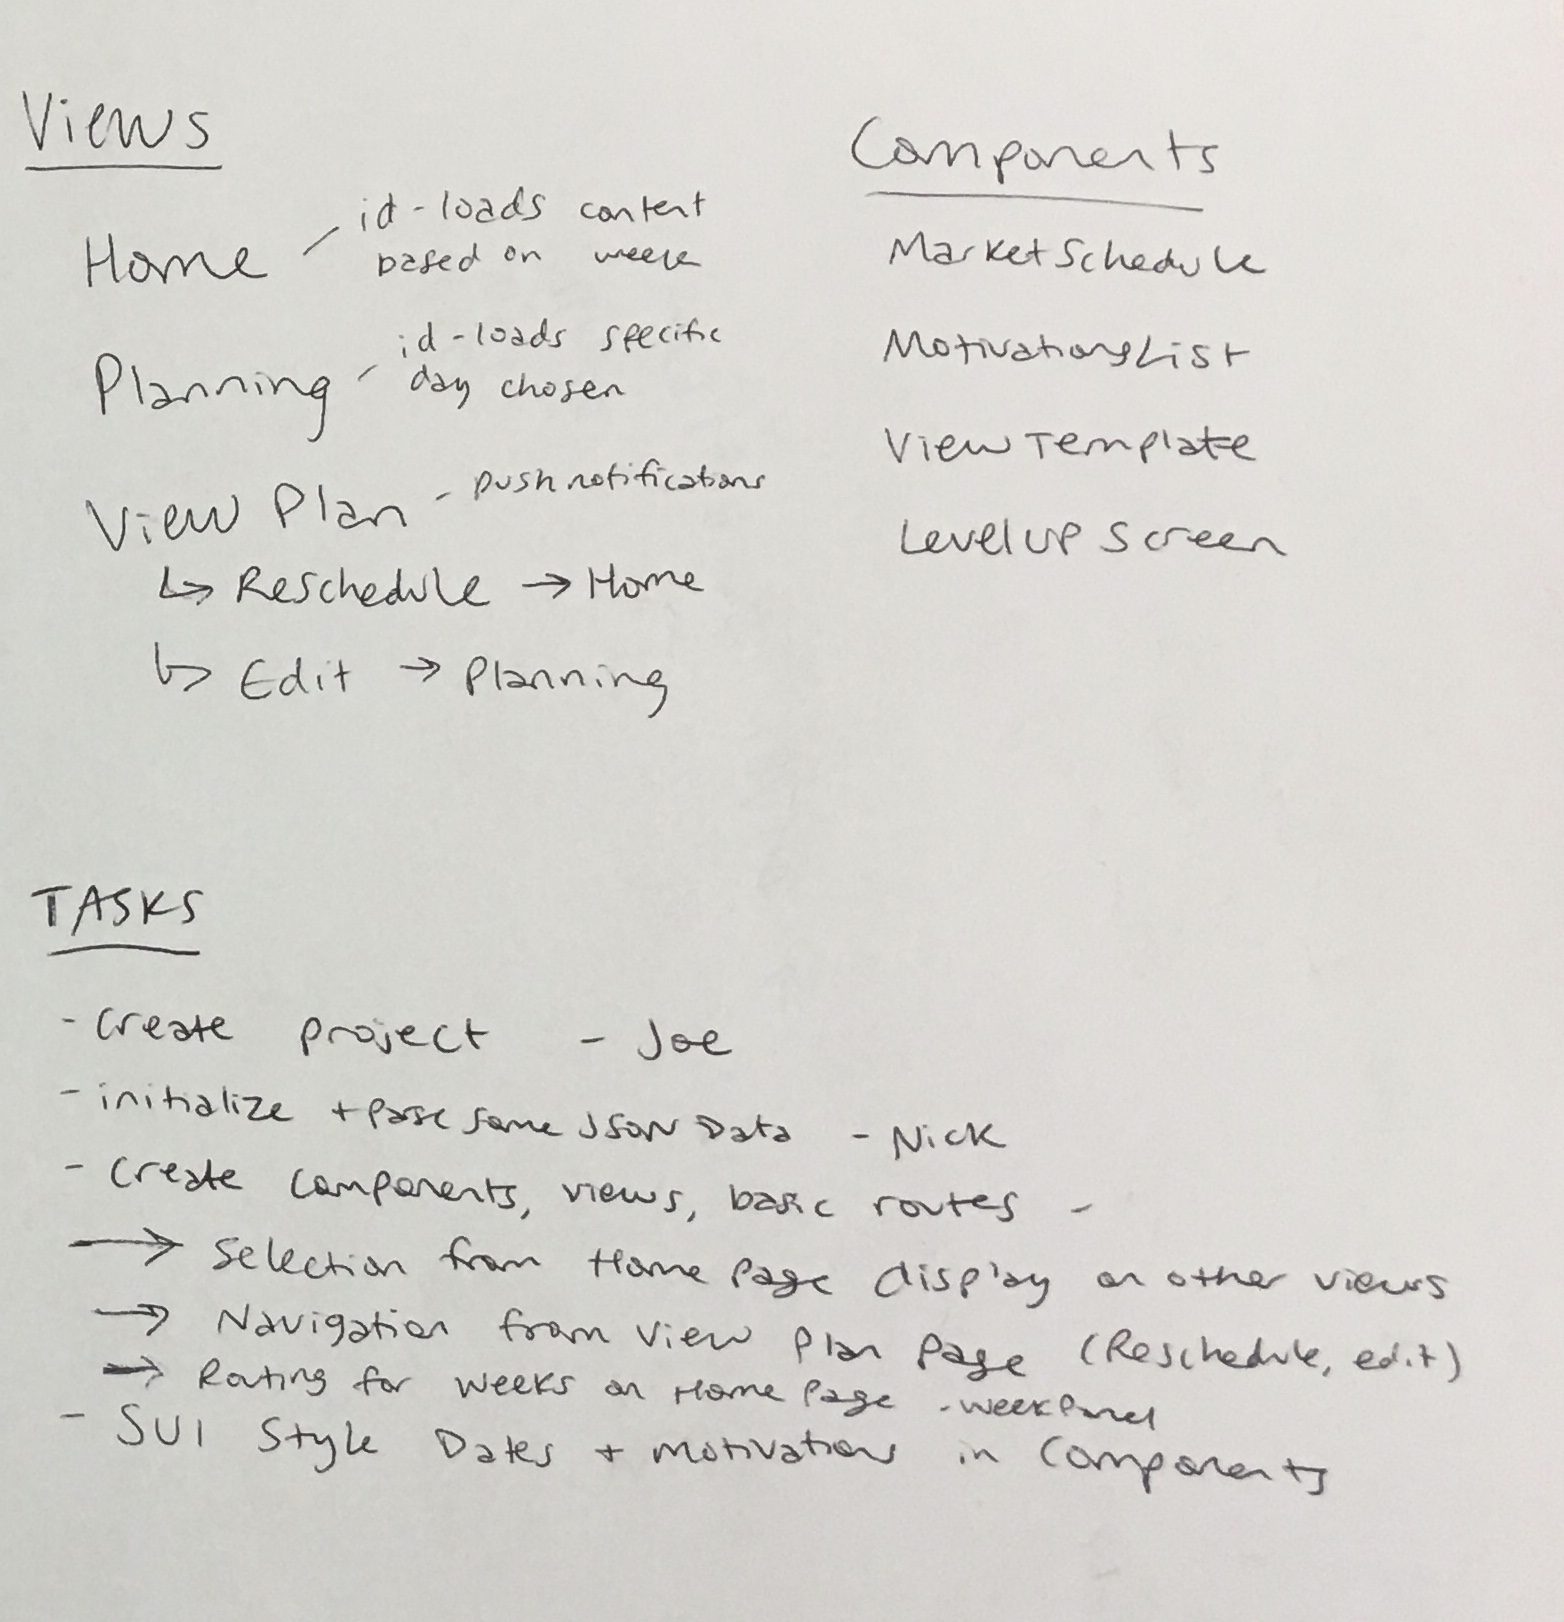 Views
Home - id-loads content
based on week
Planning - id-loads specific
day chosen
View Plan - push notifications
↳ Reschedule → Home
↳ Edit → Planning
Components
MarketSchedule
MotivationsList
View Template
Levelup Screen
TASKS
- Create project - Joe
- initialize + parse some JSON Data - Nick
- Create components, views, basic routes -
→ Selection from Home Page display on other views
→ Navigation from View Plan Page (Reschedule, edit)
→ Routing for weeks on Home Page - weekPanel
- SUI Style Dates + motivations in Components